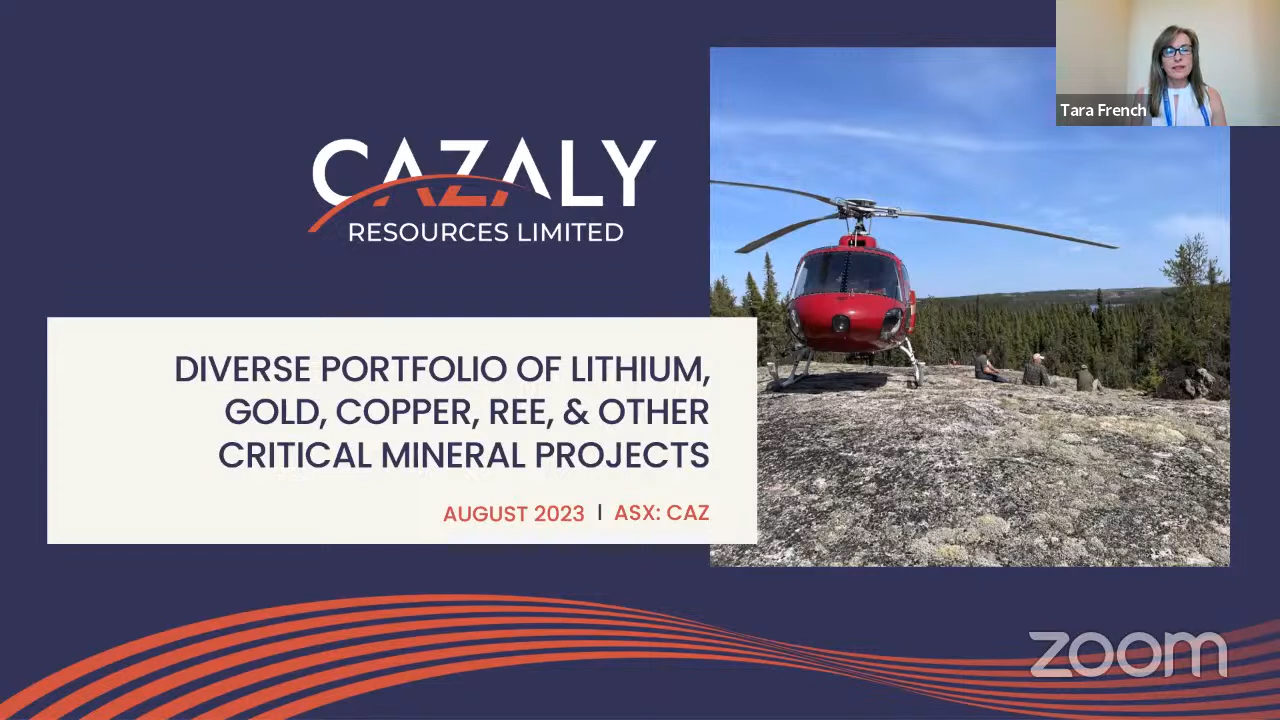 Tara French
CAZALY
RESOURCES LIMITED
DIVERSE PORTFOLIO OF LITHIUM,
GOLD, COPPER, REE, & OTHER
CRITICAL MINERAL PROJECTS
AUGUST 2023 | ASX: CAZ
zoom